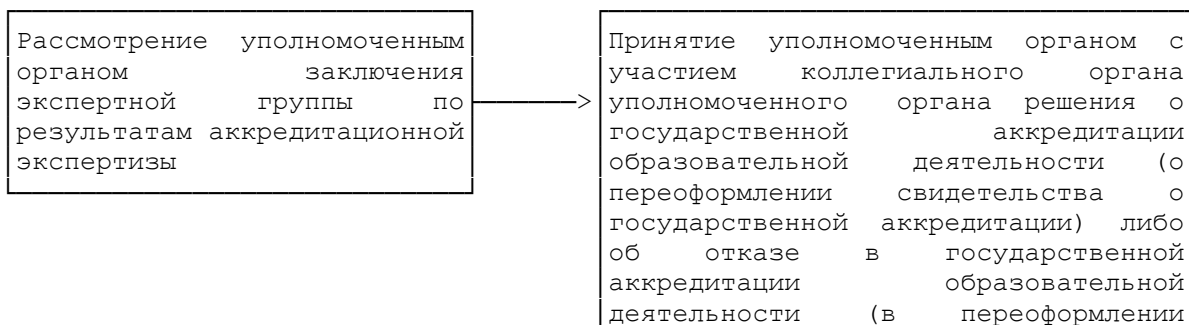 Рассмотрение уполномоченным
органом заключения
экспертной группы по
результатам аккредитационной
экспертизы
Принятие уполномоченным органом с
участием коллегиального органа
уполномоченного органа решения о
государственной аккредитации
образовательной деятельности (о
переоформлении свидетельства о
государственной аккредитации) либо
об отказе в государственной
аккредитации образовательной
деятельности (в переоформлении